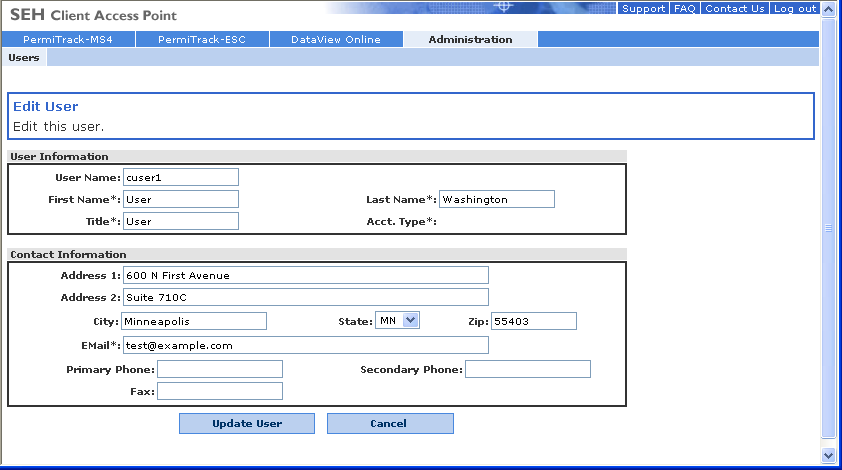 SEH Client Access Point
Support FAQ Contact Us Log out
PermiTrack-MS4 PermiTrack-ESC DataView Online Administration
Users
Edit User
Edit this user.
User Information
User Name: cuser1
First Name*: User Last Name*: Washington
Title*: User Acct. Type*:
Contact Information
Address 1: 600 N First Avenue
Address 2: Suite 710C
City: Minneapolis State: MN Zip: 55403
EMail*: test@example.com
Primary Phone: Secondary Phone:
Fax:
Update User Cancel